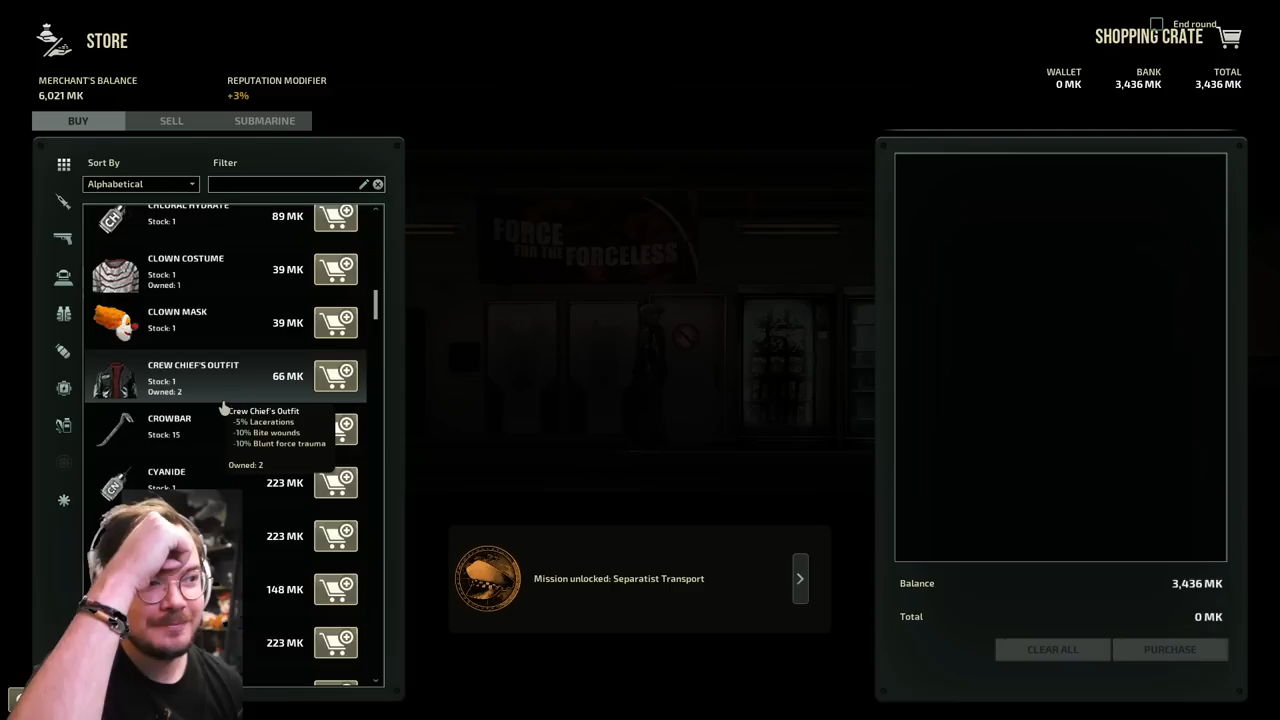 STORE
End round
SHOPPING CRATE
MERCHANT'S BALANCE
6,021 MK
REPUTATION MODIFIER
+3%
WALLET
0 MK
BANK
3,436 MK
TOTAL
3,436 MK
BUY
SELL
SUBMARINE
Sort By
Filter
Alphabetical
CHLORAL HYDRATE
Stock: 1
89 MK
CLOWN COSTUME
Stock: 1
Owned: 1
39 MK
CLOWN MASK
Stock: 1
39 MK
CREW CHIEF'S OUTFIT
Stock: 1
Owned: 2
66 MK
Crew Chief's Outfit
-5% Lacerations
-10% Bite wounds
-10% Blunt force trauma
Owned: 2
CROWBAR
Stock: 15
CYANIDE
Stock: 1
223 MK
223 MK
148 MK
223 MK
FORCE
FOR THE FORCELESS
Mission unlocked: Separatist Transport
Balance
3,436 MK
Total
0 MK
CLEAR ALL
PURCHASE